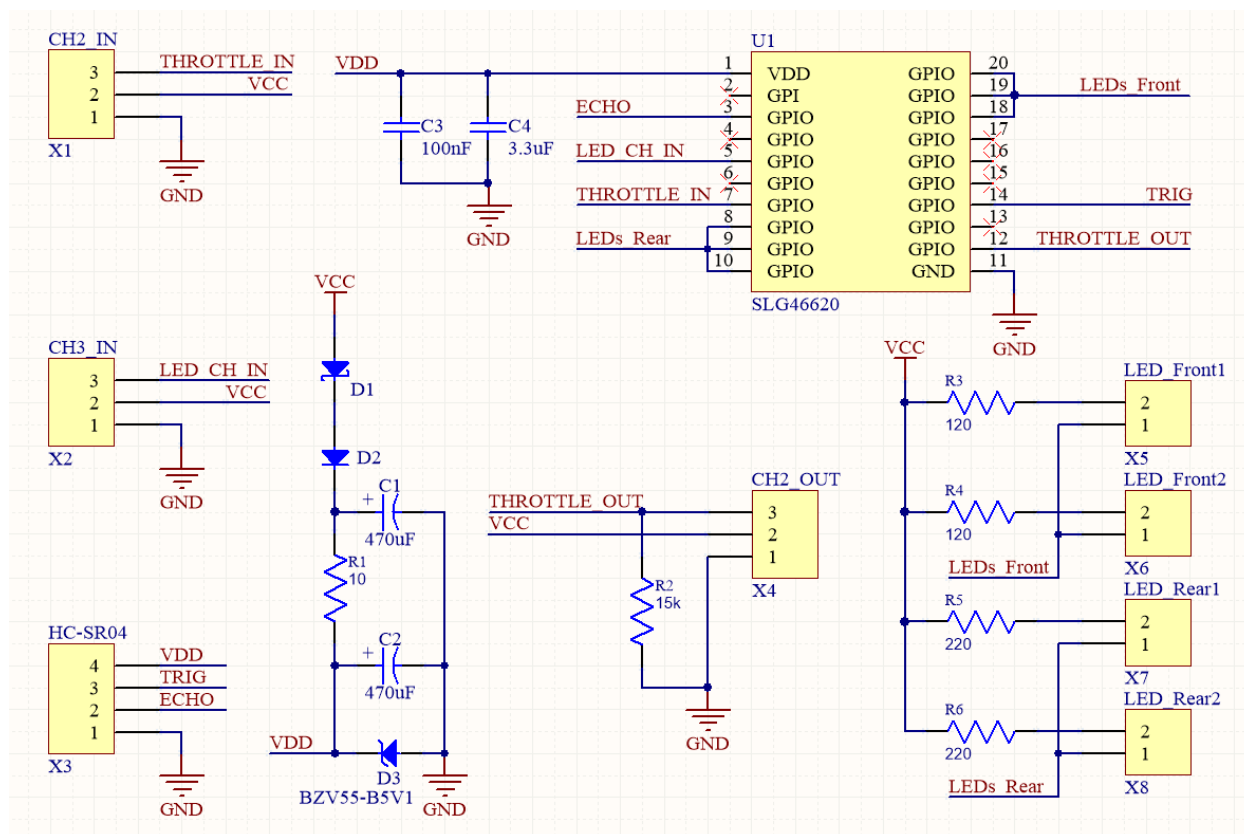 CH2_IN
3 THROTTLE_IN
2 VCC
1
X1
GND
VDD
C3
100nF
C4
3.3uF
GND
U1
1 VDD GPIO 20
2 GPI GPIO 19 LEDs_Front
ECHO 3 GPIO GPIO 18
4 GPIO GPIO 17
LED_CH_IN 5 GPIO GPIO 16
6 GPIO GPIO 15
THROTTLE_IN 7 GPIO GPIO 14 TRIG
8 GPIO GPIO 13
LEDs_Rear 9 GPIO GPIO 12 THROTTLE_OUT
10 GPIO GND 11
SLG46620
GND
CH3_IN
3 LED_CH_IN
2 VCC
1
X2
GND
HC-SR04
4 VDD
3 TRIG
2 ECHO
1
X3
GND
VCC
D1
D2
+ C1
470uF
R1
10
+ C2
470uF
VDD
D3
BZV55-B5V1
GND
CH2_OUT
THROTTLE_OUT 3
VCC 2
1
X4
R2
15k
GND
VCC
R3
120
LED_Front1
2
1
X5
R4
120
LED_Front2
2
1
X6
LEDs_Front
R5
220
LED_Rear1
2
1
X7
R6
220
LED_Rear2
2
1
X8
LEDs_Rear